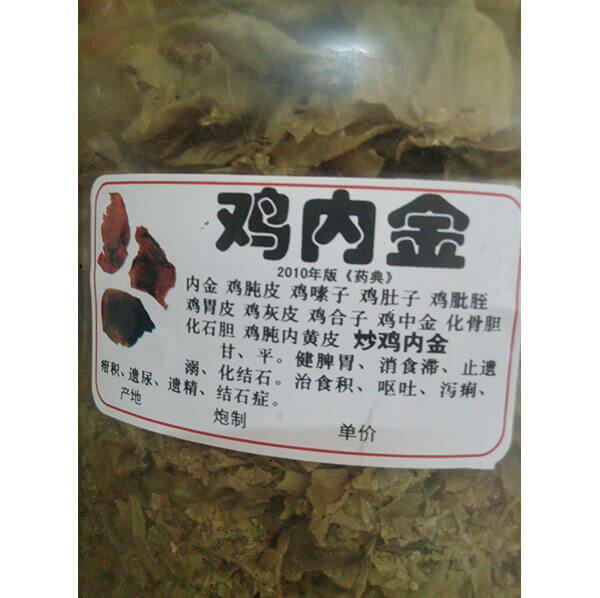 鸡内金
2010年版《药典》
内金 鸡肫皮 鸡嗉子 鸡肚子 鸡肶胵
鸡胃皮 鸡灰皮 鸡合子 鸡中金 化骨胆
化石胆 鸡肫内黄皮 炒鸡内金
甘、平。健脾胃、消食滞、止遗
溺、化结石。治食积、呕吐、泻痢、
疳积、遗尿、遗精、结石症。
产地 炮制 单价